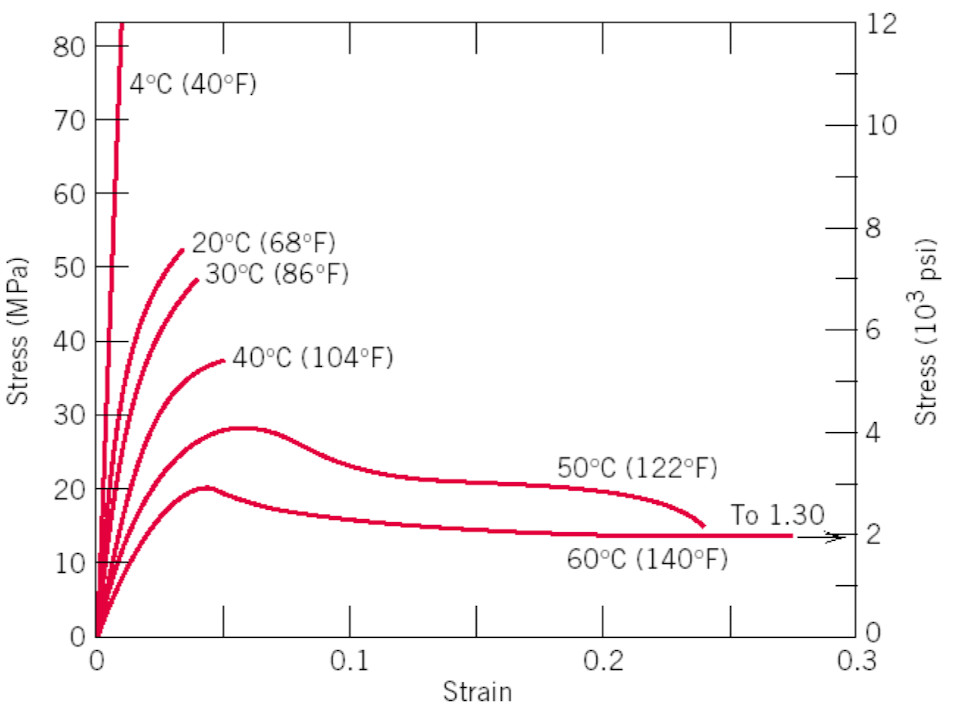 80
70
60
50
40
30
20
10
0
Stress (MPa)
12
10
8
6
4
2
0
Stress (10³ psi)
4°C (40°F)
20°C (68°F)
30°C (86°F)
40°C (104°F)
50°C (122°F)
To 1.30
60°C (140°F)
0
0.1
0.2
0.3
Strain